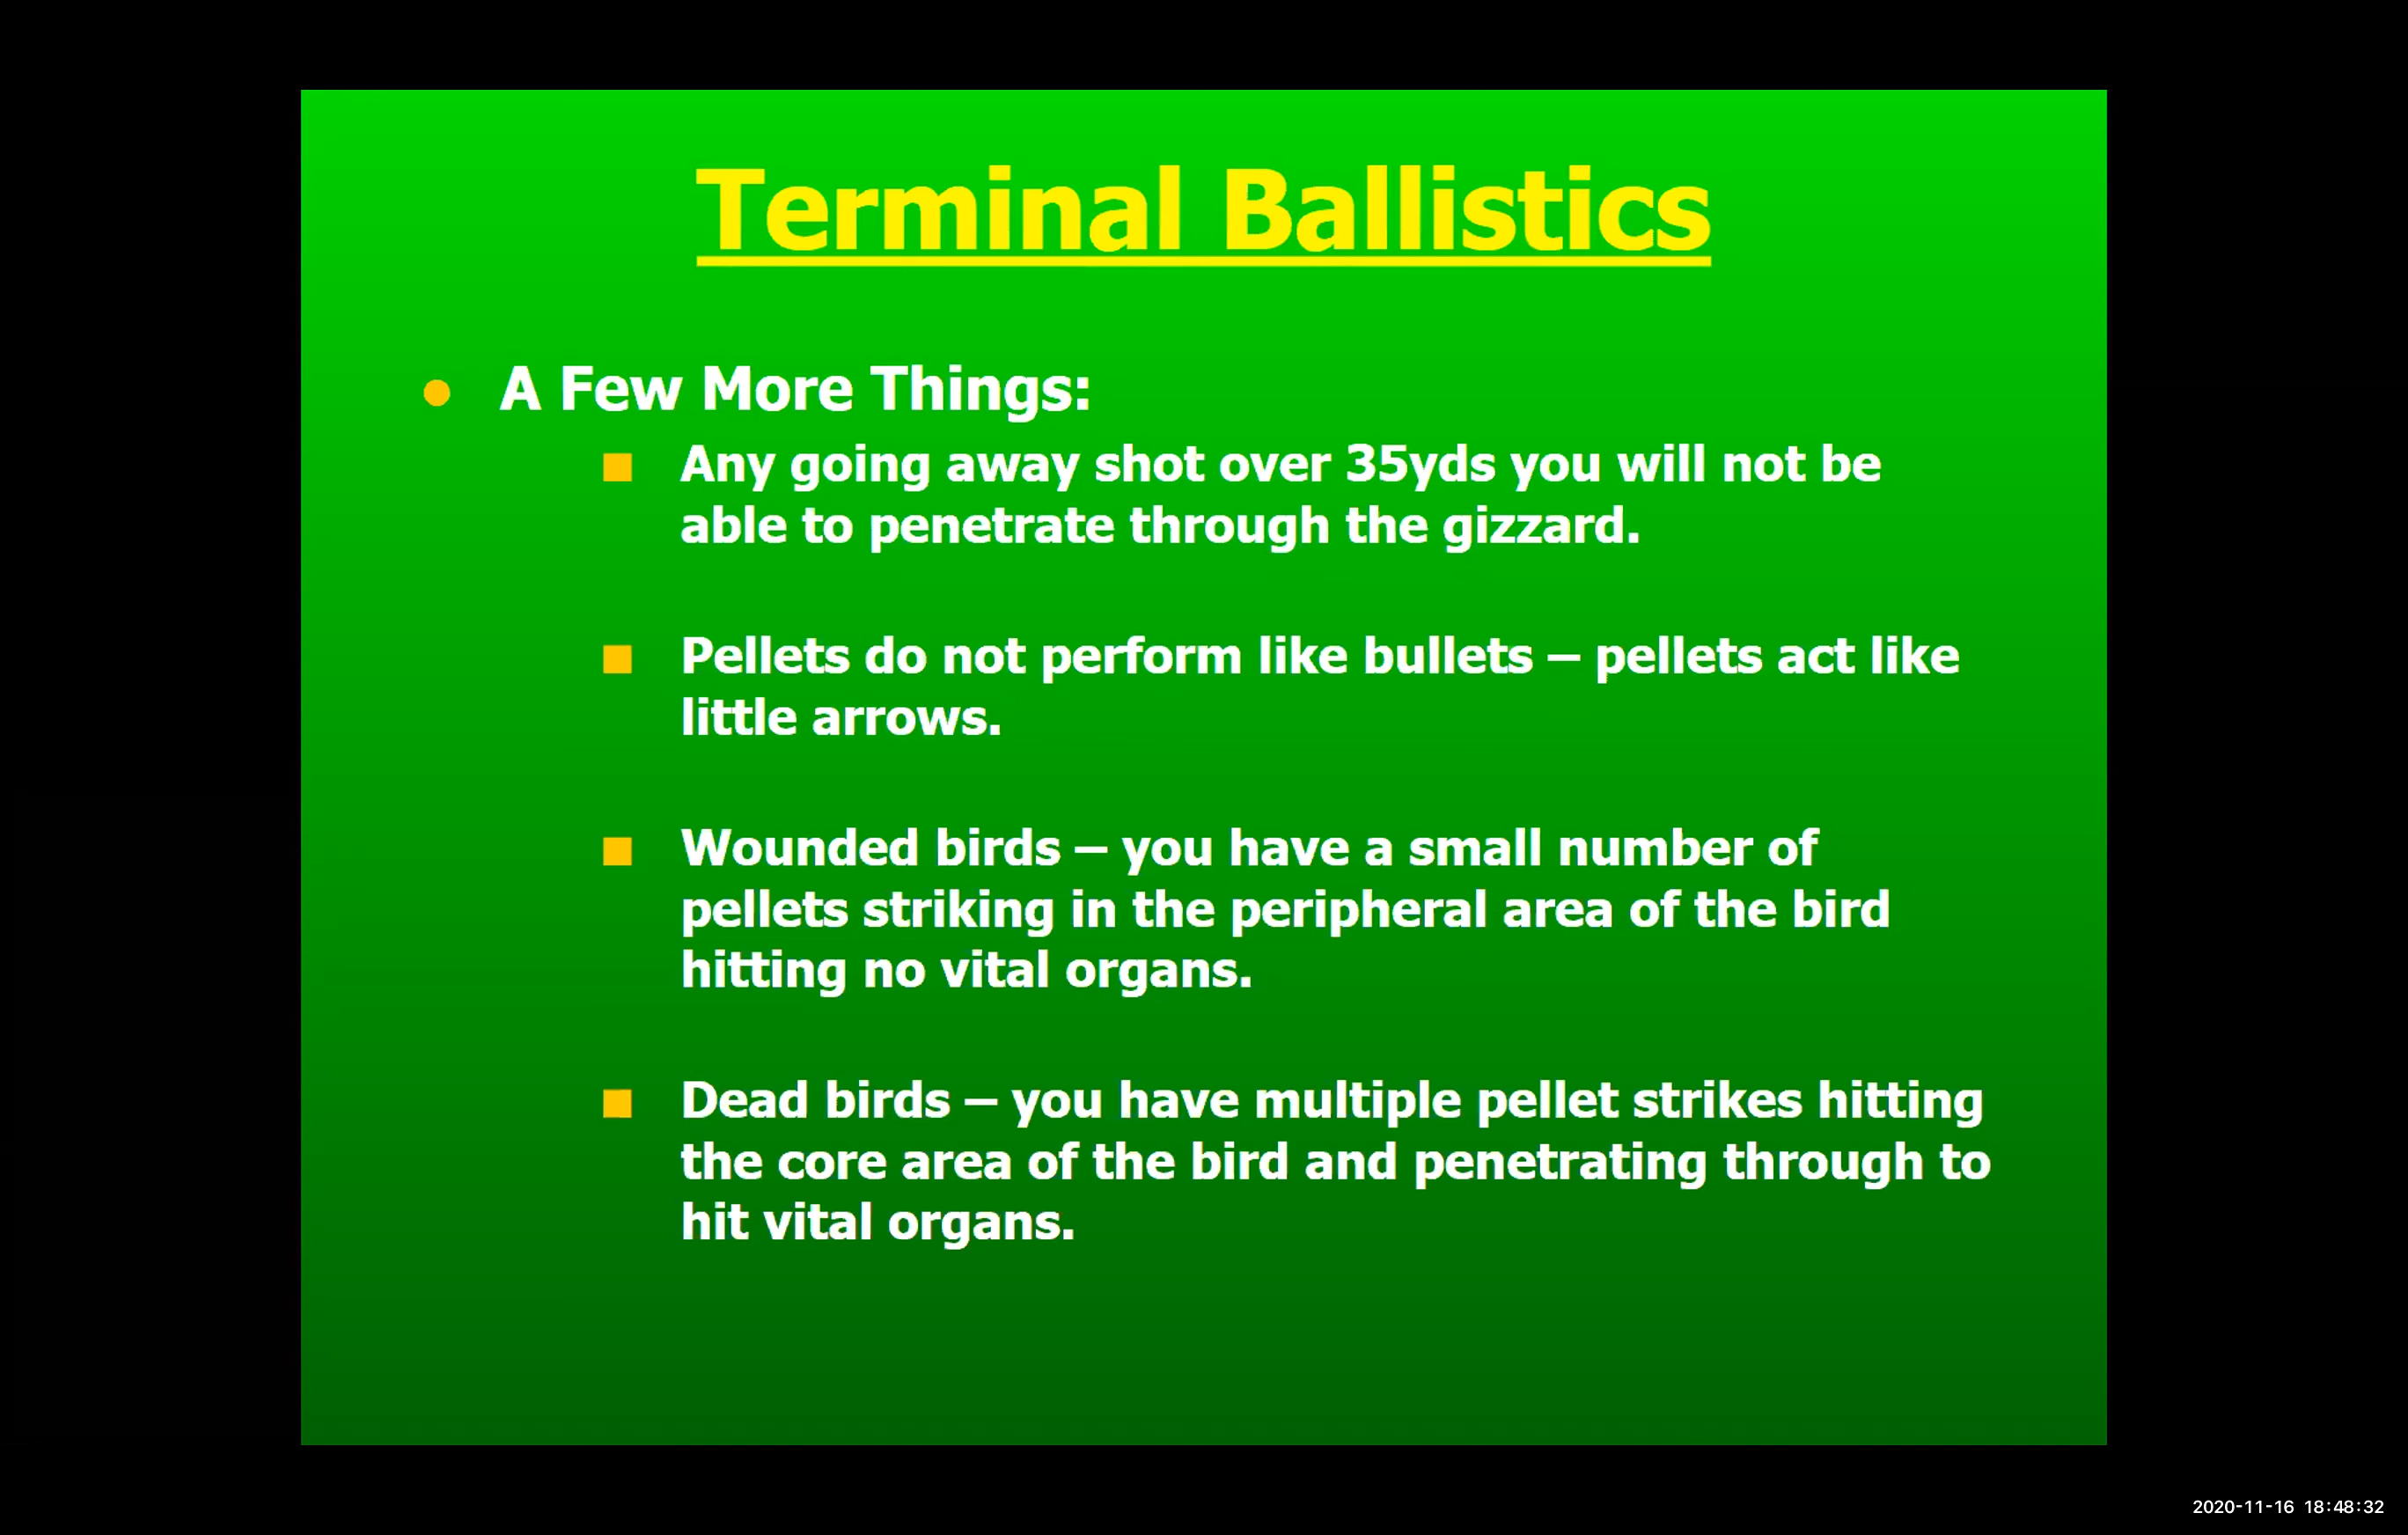 Terminal Ballistics
A Few More Things:
Any going away shot over 35yds you will not be
able to penetrate through the gizzard.
Pellets do not perform like bullets – pellets act like
little arrows.
Wounded birds – you have a small number of
pellets striking in the peripheral area of the bird
hitting no vital organs.
Dead birds – you have multiple pellet strikes hitting
the core area of the bird and penetrating through to
hit vital organs.
2020-11-16 18:48:32